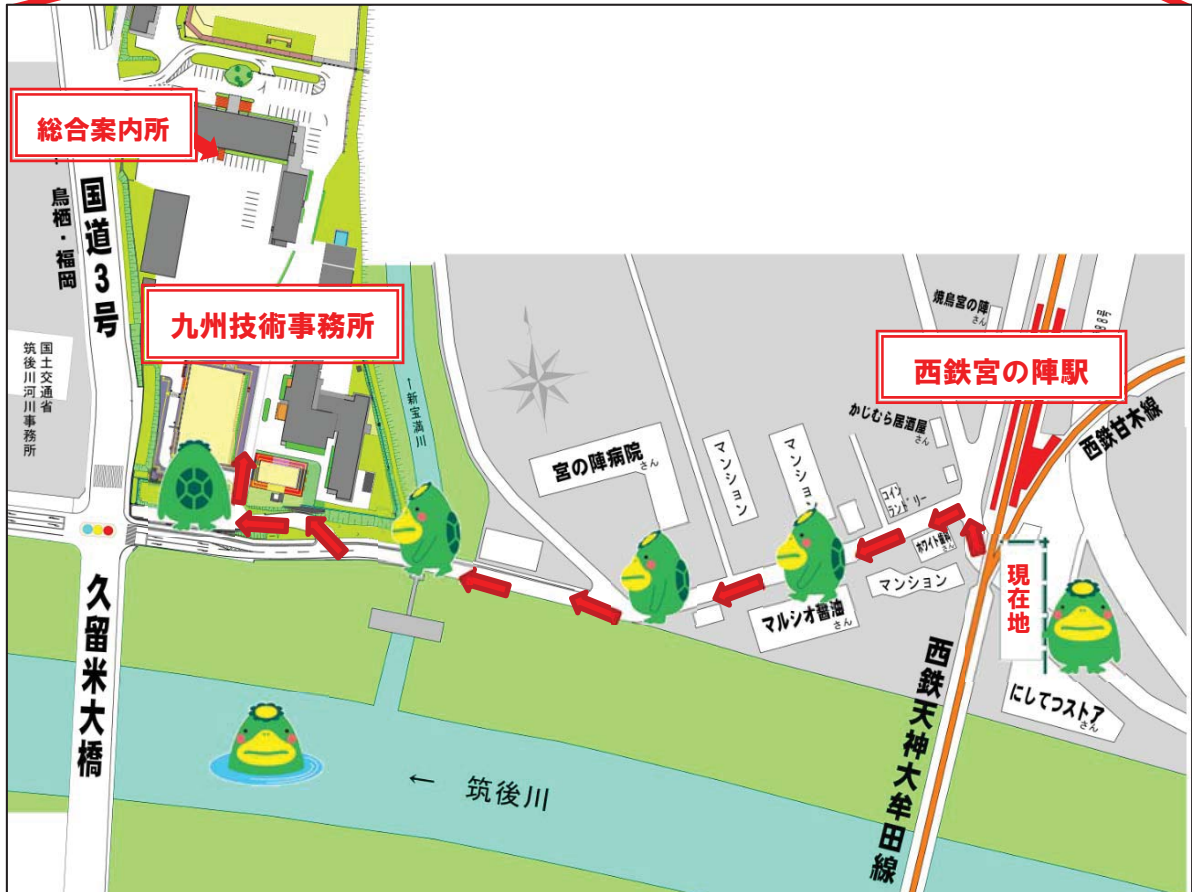 総合案内所
国道3号
鳥栖・福岡
九州技術事務所
国土交通省
筑後川河川事務所
←新宝満川
焼鳥宮の陣
さん
西鉄宮の陣駅
西鉄甘木線
かじむら居酒屋
さん
宮の陣病院
さん
マンション
マンション
コイン
ランドリー
ホワイト歯科
さん
マンション
マルシオ醤油
さん
現在地
にしてつストア
さん
西鉄天神大牟田線
久留米大橋
← 筑後川